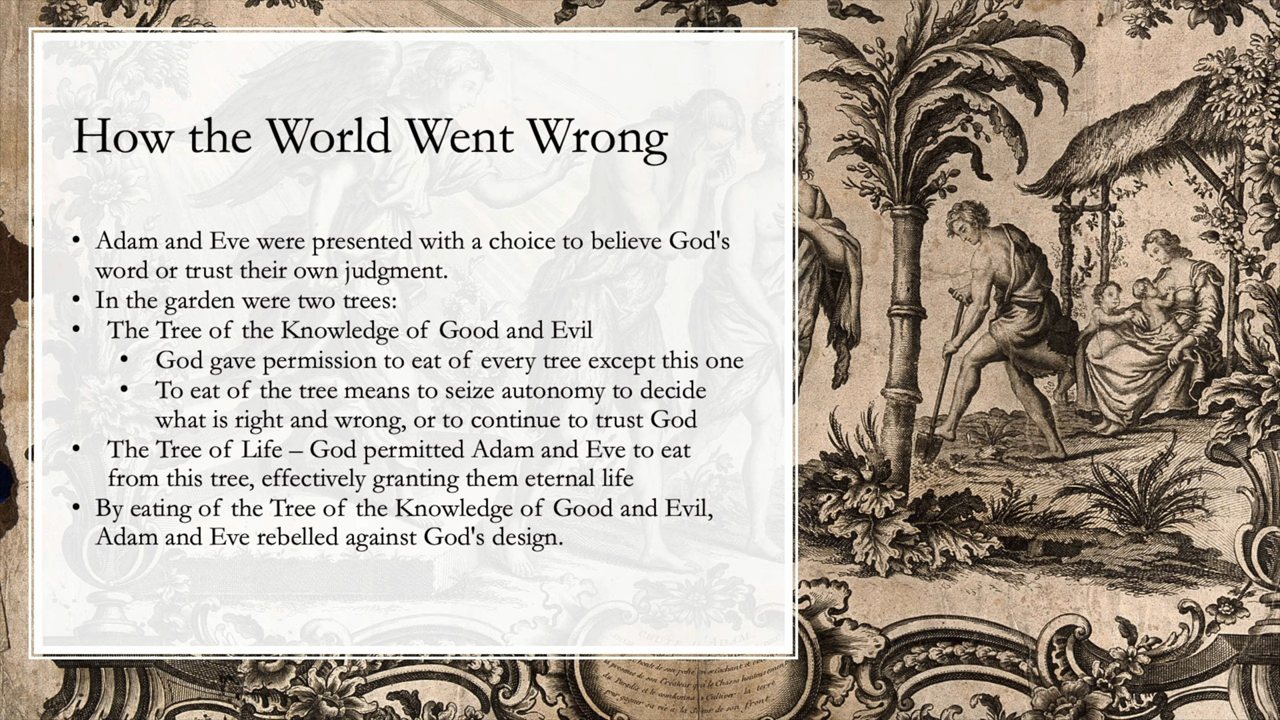 How the World Went Wrong
• Adam and Eve were presented with a choice to believe God's
word or trust their own judgment.
• In the garden were two trees:
• The Tree of the Knowledge of Good and Evil
• God gave permission to eat of every tree except this one
• To eat of the tree means to seize autonomy to decide
what is right and wrong, or to continue to trust God
• The Tree of Life – God permitted Adam and Eve to eat
from this tree, effectively granting them eternal life
• By eating of the Tree of the Knowledge of Good and Evil,
Adam and Eve rebelled against God's design.